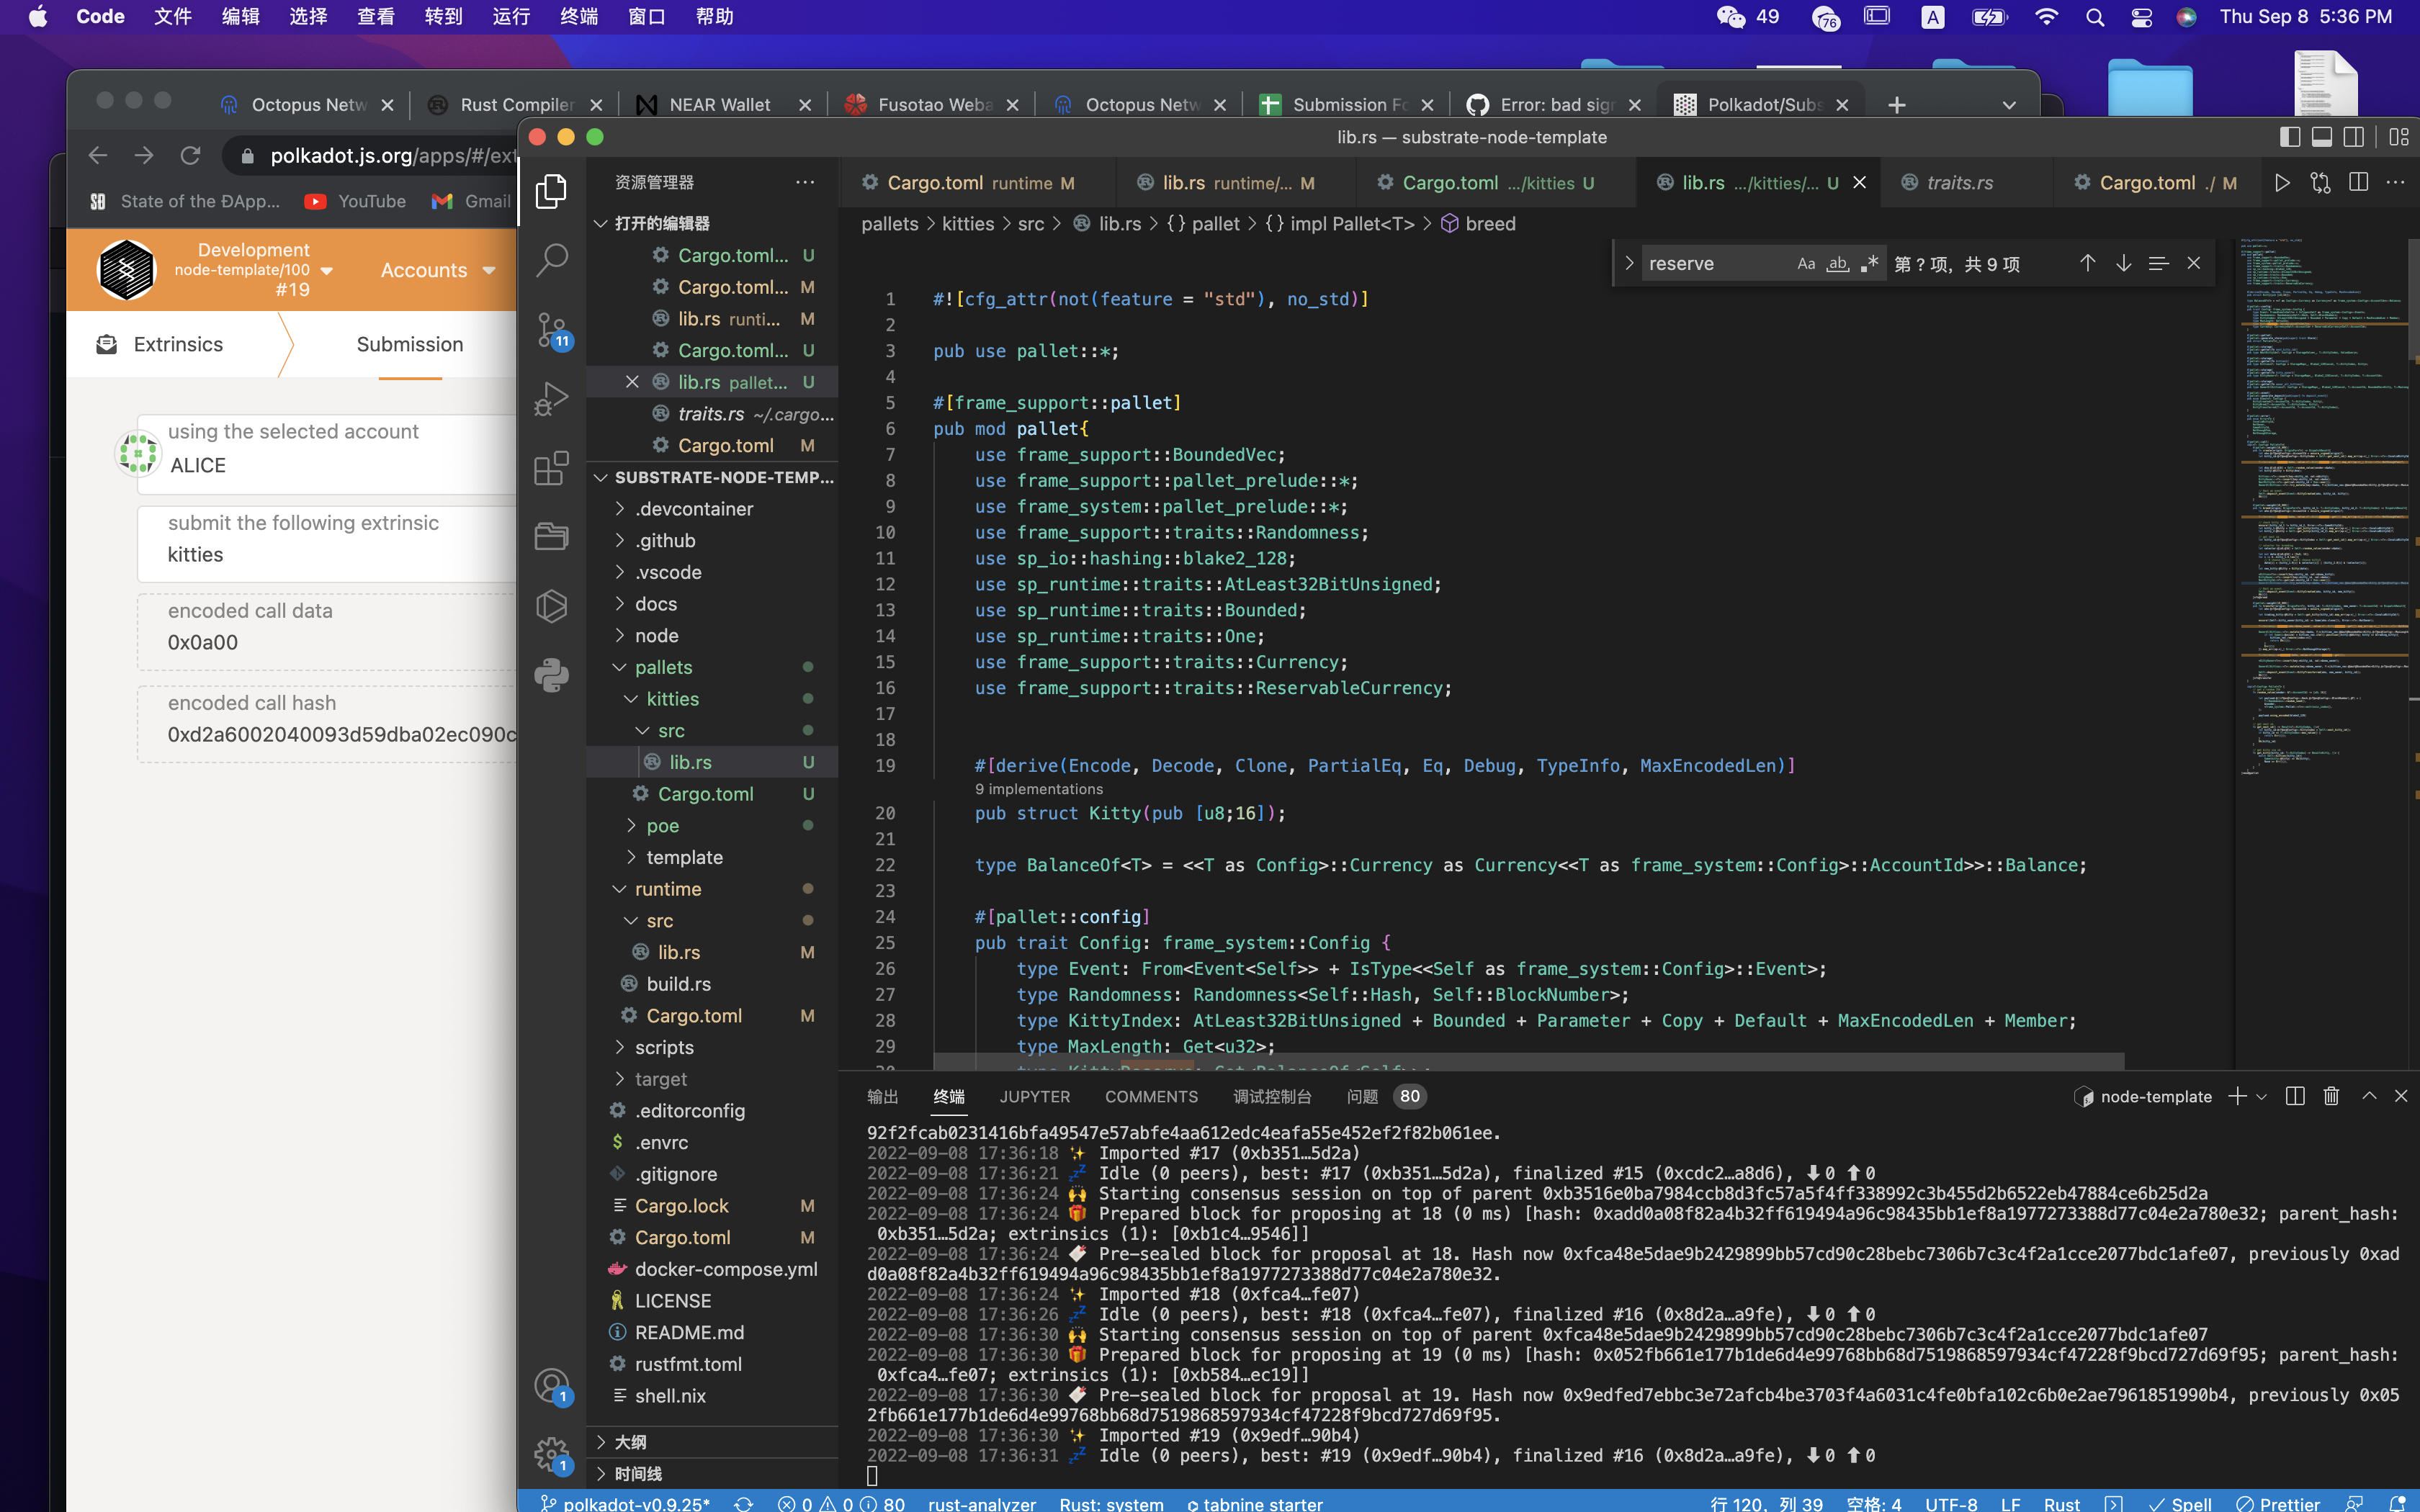 Code 文件 编辑 选择 查看 转到 运行 终端 窗口 帮助 49 76 A Thu Sep 8 5:36 PM
Octopus Netw Rust Compiler NEAR Wallet Fusotao Weba Octopus Netw Submission Fo Error: bad sign Polkadot/Subs
polkadot.js.org/apps/#/ext
State of the ÐApp... YouTube Gmail
Development
node-template/100
#19
Accounts
Extrinsics Submission
using the selected account
ALICE
submit the following extrinsic
kitties
encoded call data
0x0a00
encoded call hash
0xd2a6002040093d59dba02ec090c
lib.rs — substrate-node-template
资源管理器
打开的编辑器
Cargo.toml... U
Cargo.toml... M
lib.rs runti... M
Cargo.toml... U
lib.rs pallet... U
traits.rs ~/.cargo...
Cargo.toml M
SUBSTRATE-NODE-TEMP...
.devcontainer
.github
.vscode
docs
node
pallets
kitties
src
lib.rs U
Cargo.toml U
poe
template
runtime
src
lib.rs M
build.rs
Cargo.toml M
scripts
target
.editorconfig
.envrc
.gitignore
Cargo.lock M
Cargo.toml M
docker-compose.yml
LICENSE
README.md
rustfmt.toml
shell.nix
大纲
时间线
11
1
1
Cargo.toml runtime M lib.rs runtime/... M Cargo.toml .../kitties U lib.rs .../kitties/... U traits.rs Cargo.toml ./ M
pallets > kitties > src > lib.rs > {} pallet > {} impl Pallet<T> > breed
reserve Aa ab 第 ? 项, 共 9 项
1 #![cfg_attr(not(feature = "std"), no_std)]
2
3 pub use pallet::*;
4
5 #[frame_support::pallet]
6 pub mod pallet{
7 use frame_support::BoundedVec;
8 use frame_support::pallet_prelude::*;
9 use frame_system::pallet_prelude::*;
10 use frame_support::traits::Randomness;
11 use sp_io::hashing::blake2_128;
12 use sp_runtime::traits::AtLeast32BitUnsigned;
13 use sp_runtime::traits::Bounded;
14 use sp_runtime::traits::One;
15 use frame_support::traits::Currency;
16 use frame_support::traits::ReservableCurrency;
17
18
19 #[derive(Encode, Decode, Clone, PartialEq, Eq, Debug, TypeInfo, MaxEncodedLen)]
9 implementations
20 pub struct Kitty(pub [u8;16]);
21
22 type BalanceOf<T> = <<T as Config>::Currency as Currency<<T as frame_system::Config>::AccountId>>::Balance;
23
24 #[pallet::config]
25 pub trait Config: frame_system::Config {
26 type Event: From<Event<Self>> + IsType<<Self as frame_system::Config>::Event>;
27 type Randomness: Randomness<Self::Hash, Self::BlockNumber>;
28 type KittyIndex: AtLeast32BitUnsigned + Bounded + Parameter + Copy + Default + MaxEncodedLen + Member;
29 type MaxLength: Get<u32>;
输出 终端 JUPYTER COMMENTS 调试控制台 问题 80 node-template
92f2fcab0231416bfa49547e57abfe4aa612edc4eafa55e452ef2f82b061ee.
2022-09-08 17:36:18 ✨ Imported #17 (0xb351…5d2a)
2022-09-08 17:36:21 💤 Idle (0 peers), best: #17 (0xb351…5d2a), finalized #15 (0xcdc2…a8d6), ⬇ 0 ⬆ 0
2022-09-08 17:36:24 🙌 Starting consensus session on top of parent 0xb3516e0ba7984ccb8d3fc57a5f4ff338992c3b455d2b6522eb47884ce6b25d2a
2022-09-08 17:36:24 🎁 Prepared block for proposing at 18 (0 ms) [hash: 0xadd0a08f82a4b32ff619494a96c98435bb1ef8a1977273388d77c04e2a780e32; parent_hash:
0xb351…5d2a; extrinsics (1): [0xb1c4…9546]]
2022-09-08 17:36:24 🔖 Pre-sealed block for proposal at 18. Hash now 0xfca48e5dae9b2429899bb57cd90c28bebc7306b7c3c4f2a1cce2077bdc1afe07, previously 0xad
d0a08f82a4b32ff619494a96c98435bb1ef8a1977273388d77c04e2a780e32.
2022-09-08 17:36:24 ✨ Imported #18 (0xfca4…fe07)
2022-09-08 17:36:26 💤 Idle (0 peers), best: #18 (0xfca4…fe07), finalized #16 (0x8d2a…a9fe), ⬇ 0 ⬆ 0
2022-09-08 17:36:30 🙌 Starting consensus session on top of parent 0xfca48e5dae9b2429899bb57cd90c28bebc7306b7c3c4f2a1cce2077bdc1afe07
2022-09-08 17:36:30 🎁 Prepared block for proposing at 19 (0 ms) [hash: 0x052fb661e177b1de6d4e99768bb68d7519868597934cf47228f9bcd727d69f95; parent_hash:
0xfca4…fe07; extrinsics (1): [0xb584…ec19]]
2022-09-08 17:36:30 🔖 Pre-sealed block for proposal at 19. Hash now 0x9edfed7ebbc3e72afcb4be3703f4a6031c4fe0bfa102c6b0e2ae7961851990b4, previously 0x05
2fb661e177b1de6d4e99768bb68d7519868597934cf47228f9bcd727d69f95.
2022-09-08 17:36:30 ✨ Imported #19 (0x9edf…90b4)
2022-09-08 17:36:31 💤 Idle (0 peers), best: #19 (0x9edf…90b4), finalized #16 (0x8d2a…a9fe), ⬇ 0 ⬆ 0
polkadot-v0.9.25* 0 0 80 rust-analyzer Rust: system tabnine starter 行 120, 列 39 空格: 4 UTF-8 LF Rust Spell Prettier